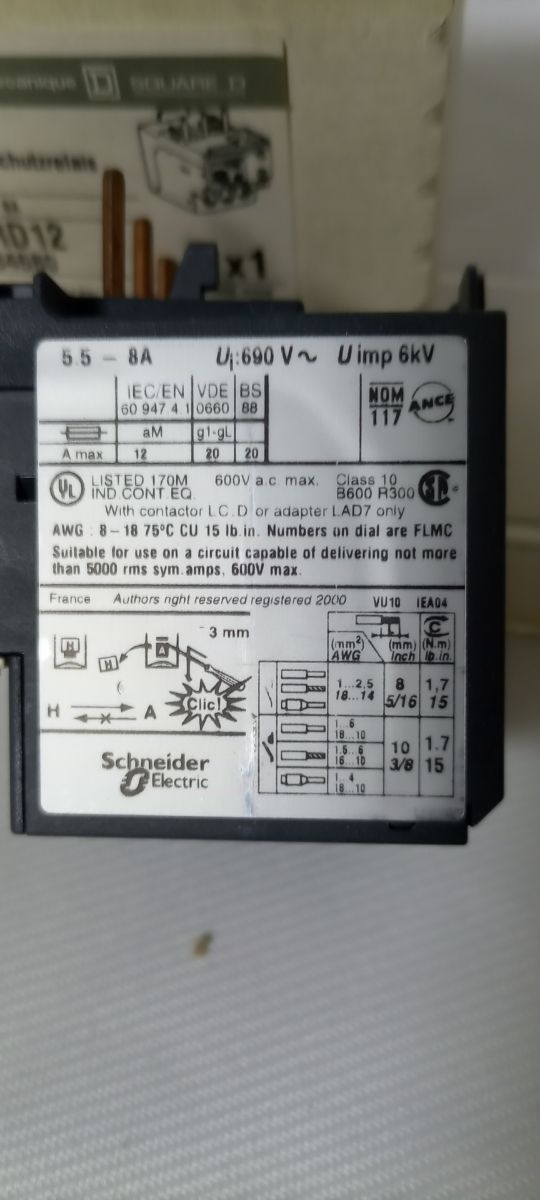 SQUARE D
chutzrelais
D12
x1
5.5 – 8A Ui:690 V~ U imp 6kV
IEC/EN VDE BS
60 947 4 1 0660 88
NOM
117
ANCE
aM g1-gL
A max 12 20 20
UL
LISTED 170M 600V a.c. max. Class 10
IND.CONT.EQ. B600 R300
With contactor LC.D or adapter LAD7 only
AWG : 8–18 75°C CU 15 lb.in. Numbers on dial are FLMC
Suitable for use on a circuit capable of delivering not more
than 5000 rms sym.amps, 600V max.
France Authors right reserved registered 2000 VU10 IEA04
H
H
A
3 mm
Clic!
H A
(mm²) (mm) (N.m)
AWG Inch lb.in.
1...2,5 8 1,7
18...14 5/16 15
1...6
18...10
1.5...6 10 1.7
16...10 3/8 15
1...4
18...10
Schneider
Electric